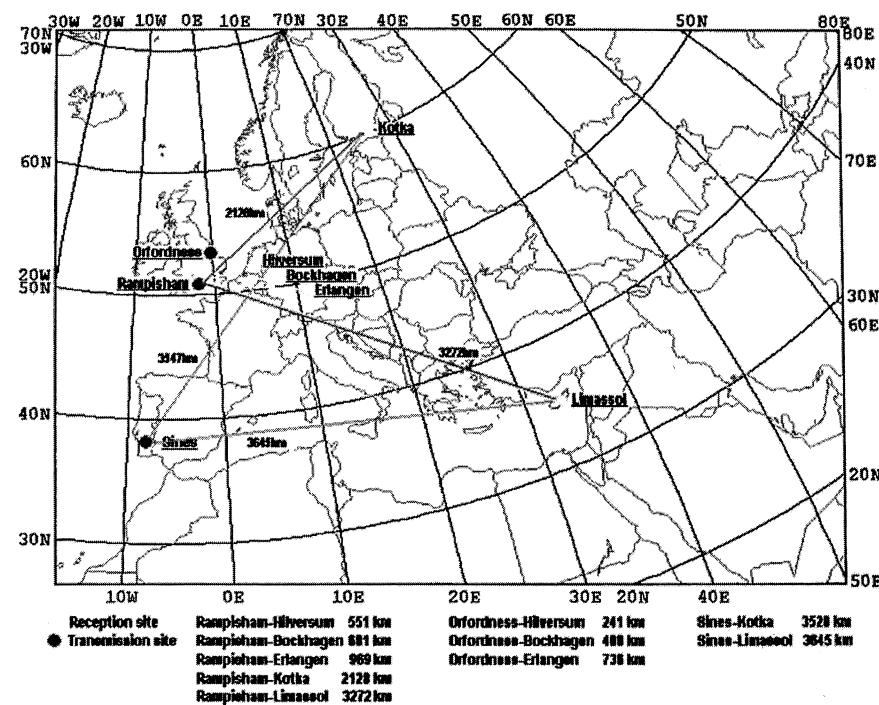 30W 20W 10W 0E 10E 70N 30E 40E 50E 60N 60E 50N 80E
70N 80E
30W 40N
Kotka
60N 70E
2128km
Orfordness
Hilversum
Bockhagen
Rampisham
Erlangen
20W
50N 30N
60E
3272km
Limassol
40N
Sines
20N
30N
50E
10W 0E 10E 20E 30E 20N 40E
Reception site Rampisham-Hilversum 551 km Orfordness-Hilversum 241 km Sines-Kotka 3528 km
Transmission site Rampisham-Bockhagen 681 km Orfordness-Bockhagen Sines-Limassol 3645 km
Rampisham-Erlangen 969 km Orfordness-Erlangen 736 km
Rampisham-Kotka 2128 km
Rampisham-Limassol 3272 km